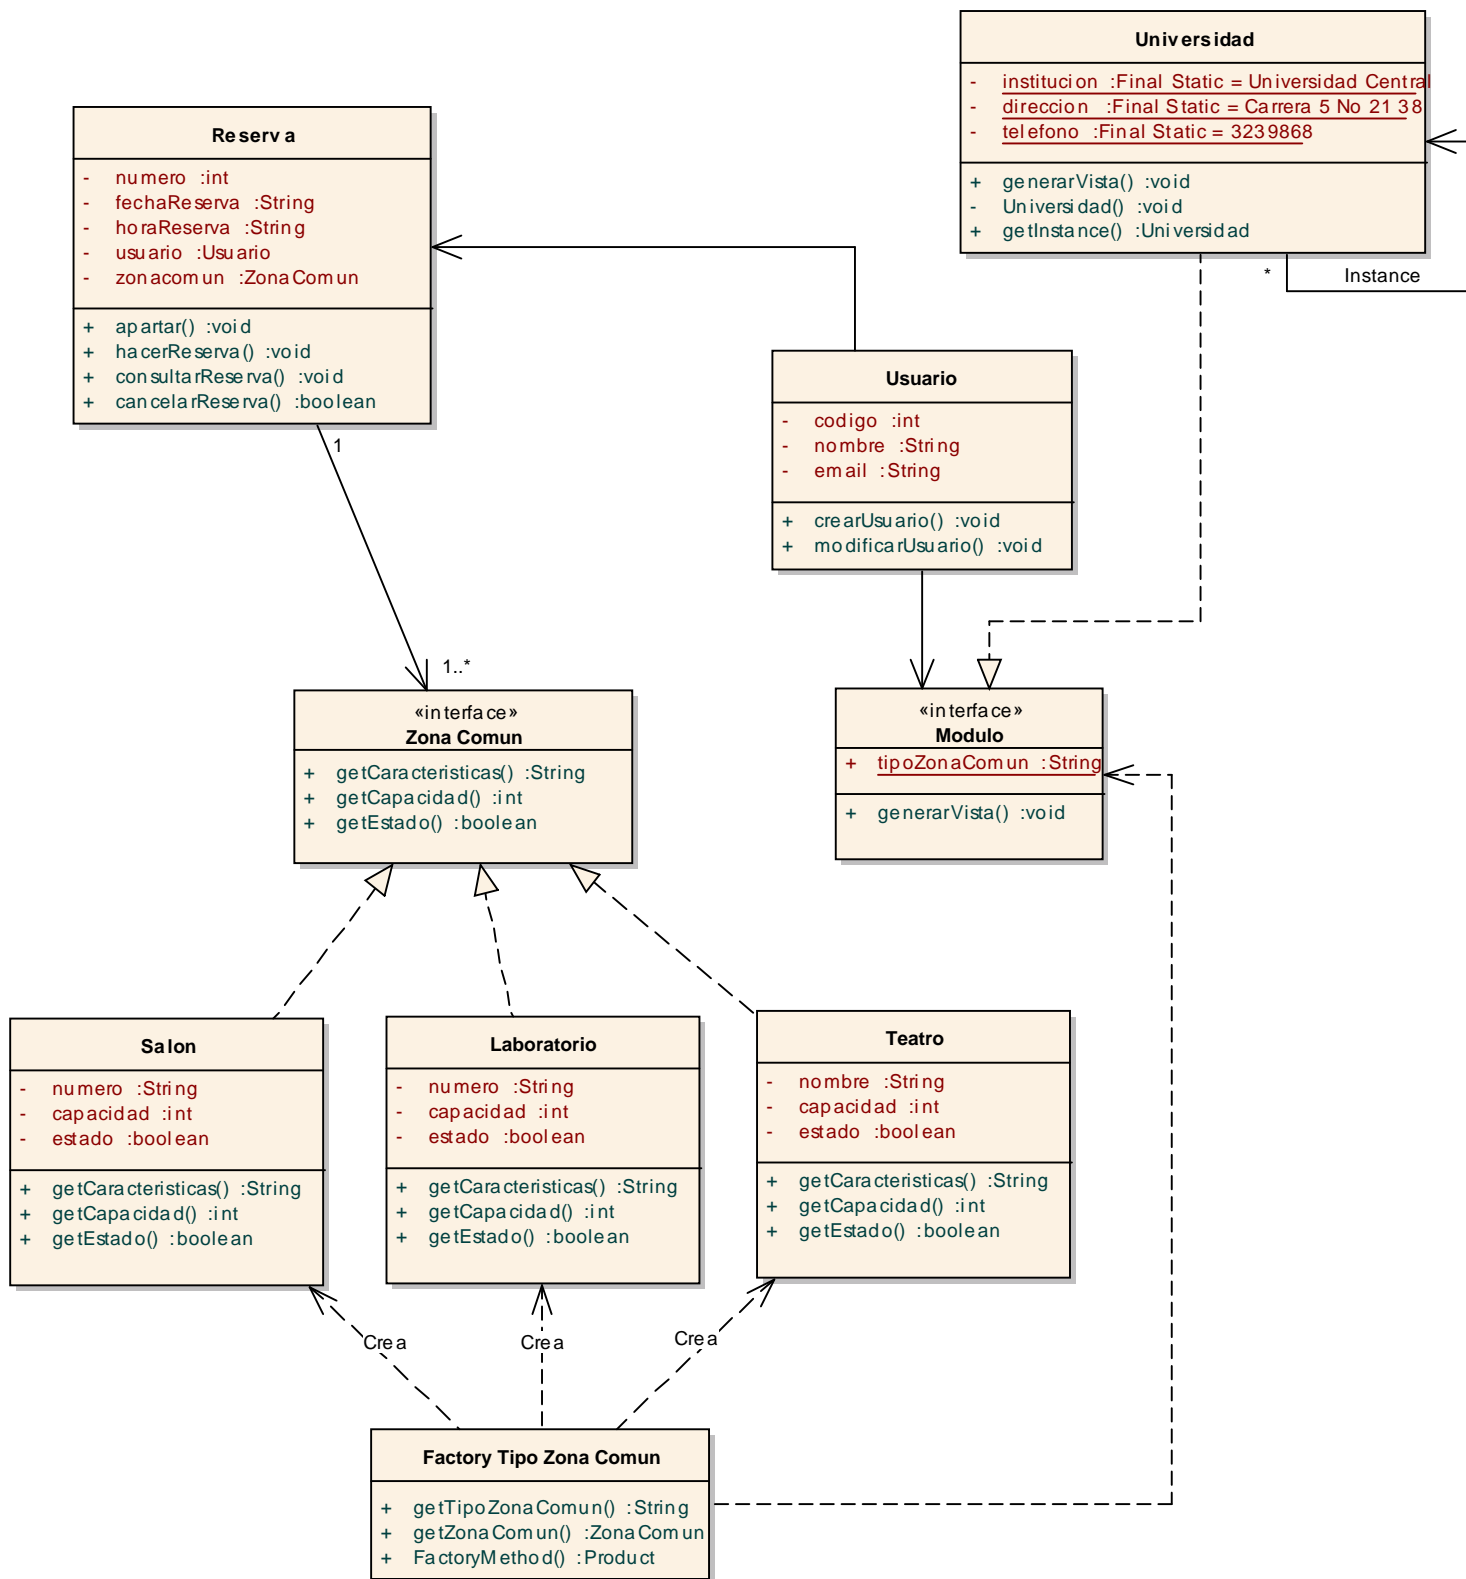 Universidad
- institucion :Final Static = Universidad Central
- direccion :Final Static = Carrera 5 No 21 38
- telefono :Final Static = 3239868
+ generarVista() :void
- Universidad() :void
+ getInstance() :Universidad
* Instance
Reserva
- numero :int
- fechaReserva :String
- horaReserva :String
- usuario :Usuario
- zonacomun :ZonaComun
+ apartar() :void
+ hacerReserva() :void
+ consultarReserva() :void
+ cancelarReserva() :boolean
1
1..*
Usuario
- codigo :int
- nombre :String
- email :String
+ crearUsuario() :void
+ modificarUsuario() :void
«interface»
Zona Comun
+ getCaracteristicas() :String
+ getCapacidad() :int
+ getEstado() :boolean
«interface»
Modulo
+ tipoZonaComun :String
+ generarVista() :void
Salon
- numero :String
- capacidad :int
- estado :boolean
+ getCaracteristicas() :String
+ getCapacidad() :int
+ getEstado() :boolean
Laboratorio
- numero :String
- capacidad :int
- estado :boolean
+ getCaracteristicas() :String
+ getCapacidad() :int
+ getEstado() :boolean
Teatro
- nombre :String
- capacidad :int
- estado :boolean
+ getCaracteristicas() :String
+ getCapacidad() :int
+ getEstado() :boolean
Crea
Crea
Crea
Factory Tipo Zona Comun
+ getTipoZonaComun() :String
+ getZonaComun() :ZonaComun
+ FactoryMethod() :Product